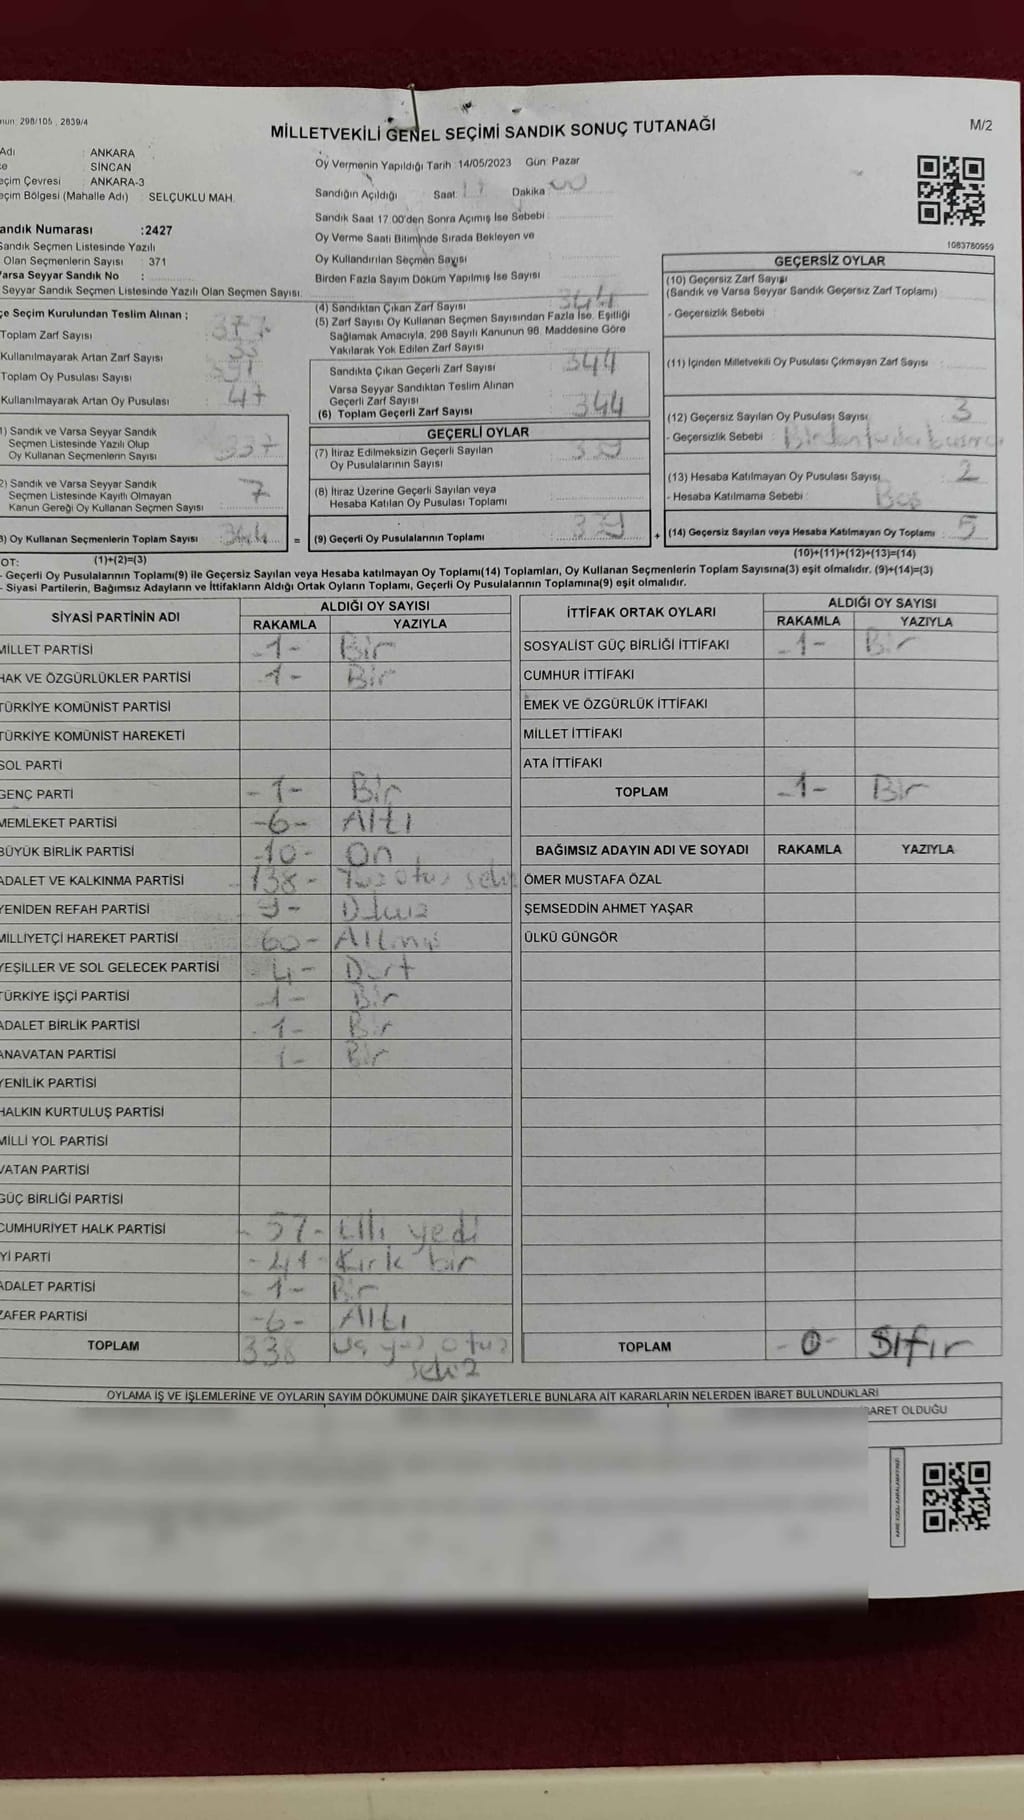 298/105 , 2839/4
MİLLETVEKİLİ GENEL SEÇİMİ SANDIK SONUÇ TUTANAĞI
M/2
Adı : ANKARA
SİNCAN
eçim Çevresi : ANKARA-3
eçim Bölgesi (Mahalle Adı) : SELÇUKLU MAH.
andık Numarası :2427
Sandık Seçmen Listesinde Yazılı
Olan Seçmenlerin Sayısı : 371
Varsa Seyyar Sandık No :
Seyyar Sandık Seçmen Listesinde Yazılı Olan Seçmen Sayısı:
çe Seçim Kurulundan Teslim Alınan ;
Toplam Zarf Sayısı
Kullanılmayarak Artan Zarf Sayısı
Toplam Oy Pusulası Sayısı
Kullanılmayarak Artan Oy Pusulası 47
1) Sandık ve Varsa Seyyar Sandık
Seçmen Listesinde Yazılı Olup
Oy Kullanan Seçmenlerin Sayısı 337
2) Sandık ve Varsa Seyyar Sandık
Seçmen Listesinde Kayıtlı Olmayan
Kanun Gereği Oy Kullanan Seçmen Sayısı 7
3) Oy Kullanan Seçmenlerin Toplam Sayısı 344 =
Oy Vermenin Yapıldığı Tarih :14/05/2023 Gün: Pazar
Sandığın Açıldığı Saat: 17 Dakika 00
Sandık Saat 17:00'den Sonra Açımış İse Sebebi :
Oy Verme Saati Bitiminde Sırada Bekleyen ve
Oy Kullandırılan Seçmen Sayısı
Birden Fazla Sayım Döküm Yapılmış İse Sayısı
(4) Sandıktan Çıkan Zarf Sayısı 344
(5) Zarf Sayısı Oy Kullanan Seçmen Sayısından Fazla İse, Eşitliği
Sağlamak Amacıyla, 298 Sayılı Kanunun 98. Maddesine Göre
Yakılarak Yok Edilen Zarf Sayısı
Sandıkta Çıkan Geçerli Zarf Sayısı 344
Varsa Seyyar Sandıktan Teslim Alınan
Geçerli Zarf Sayısı
(6) Toplam Geçerli Zarf Sayısı 344
GEÇERLİ OYLAR
(7) İtiraz Edilmeksizin Geçerli Sayılan
Oy Pusulalarının Sayısı 339
(8) İtiraz Üzerine Geçerli Sayılan veya
Hesaba Katılan Oy Pusulası Toplamı
(9) Geçerli Oy Pusulalarının Toplamı 339 +
1083780959
GEÇERSİZ OYLAR
(10) Geçersiz Zarf Sayısı
(Sandık ve Varsa Seyyar Sandık Geçersiz Zarf Toplamı)
- Geçersizlik Sebebi
(11) İçinden Milletvekili Oy Pusulası Çıkmayan Zarf Sayısı
(12) Geçersiz Sayılan Oy Pusulası Sayısı 3
- Geçersizlik Sebebi :
(13) Hesaba Katılmayan Oy Pusulası Sayısı 2
- Hesaba Katılmama Sebebi : Boş
(14) Geçersiz Sayılan veya Hesaba Katılmayan Oy Toplamı 5
OT: (1)+(2)=(3) (10)+(11)+(12)+(13)=(14)
- Geçerli Oy Pusulalarının Toplamı(9) ile Geçersiz Sayılan veya Hesaba katılmayan Oy Toplamı(14) Toplamları, Oy Kullanan Seçmenlerin Toplam Sayısına(3) eşit olmalıdır. (9)+(14)=(3)
- Siyasi Partilerin, Bağımsız Adayların ve İttifakların Aldığı Ortak Oyların Toplamı, Geçerli Oy Pusulalarının Toplamına(9) eşit olmalıdır.
SİYASİ PARTİNİN ADI ALDIĞI OY SAYISI
RAKAMLA YAZIYLA
MİLLET PARTİSİ -1- Bir
HAK VE ÖZGÜRLÜKLER PARTİSİ -1- Bir
TÜRKİYE KOMÜNİST PARTİSİ
TÜRKİYE KOMÜNİST HAREKETİ
SOL PARTİ
GENÇ PARTİ -1- Bir
MEMLEKET PARTİSİ -6- Altı
BÜYÜK BİRLİK PARTİSİ -10- On
ADALET VE KALKINMA PARTİSİ -138- Yüz otuz sekiz
YENİDEN REFAH PARTİSİ 9- Dokuz
MİLLİYETÇİ HAREKET PARTİSİ 60- Altmış
YEŞİLLER VE SOL GELECEK PARTİSİ 4- Dört
TÜRKİYE İŞÇİ PARTİSİ -1- Bir
ADALET BİRLİK PARTİSİ -1- Bir
ANAVATAN PARTİSİ 1- Bir
YENİLİK PARTİSİ
HALKIN KURTULUŞ PARTİSİ
MİLLİ YOL PARTİSİ
VATAN PARTİSİ
GÜÇ BİRLİĞİ PARTİSİ
CUMHURİYET HALK PARTİSİ - 57- Elli yedi
İYİ PARTİ -41- Kırk bir
ADALET PARTİSİ -1- Bir
ZAFER PARTİSİ -6- Altı
TOPLAM 338 Üç yüz otuz
sekiz
İTTİFAK ORTAK OYLARI ALDIĞI OY SAYISI
RAKAMLA YAZIYLA
SOSYALİST GÜÇ BİRLİĞİ İTTİFAKI -1- Bir
CUMHUR İTTİFAKI
EMEK VE ÖZGÜRLÜK İTTİFAKI
MİLLET İTTİFAKI
ATA İTTİFAKI
TOPLAM -1- Bir
BAĞIMSIZ ADAYIN ADI VE SOYADI RAKAMLA YAZIYLA
ÖMER MUSTAFA ÖZAL
ŞEMSEDDİN AHMET YAŞAR
ÜLKÜ GÜNGÖR
TOPLAM -0- Sıfır
OYLAMA İŞ VE İŞLEMLERİNE VE OYLARIN SAYIM DÖKÜMÜNE DAİR ŞİKAYETLERLE BUNLARA AİT KARARLARIN NELERDEN İBARET BULUNDUKLARI
BARET OLDUĞU